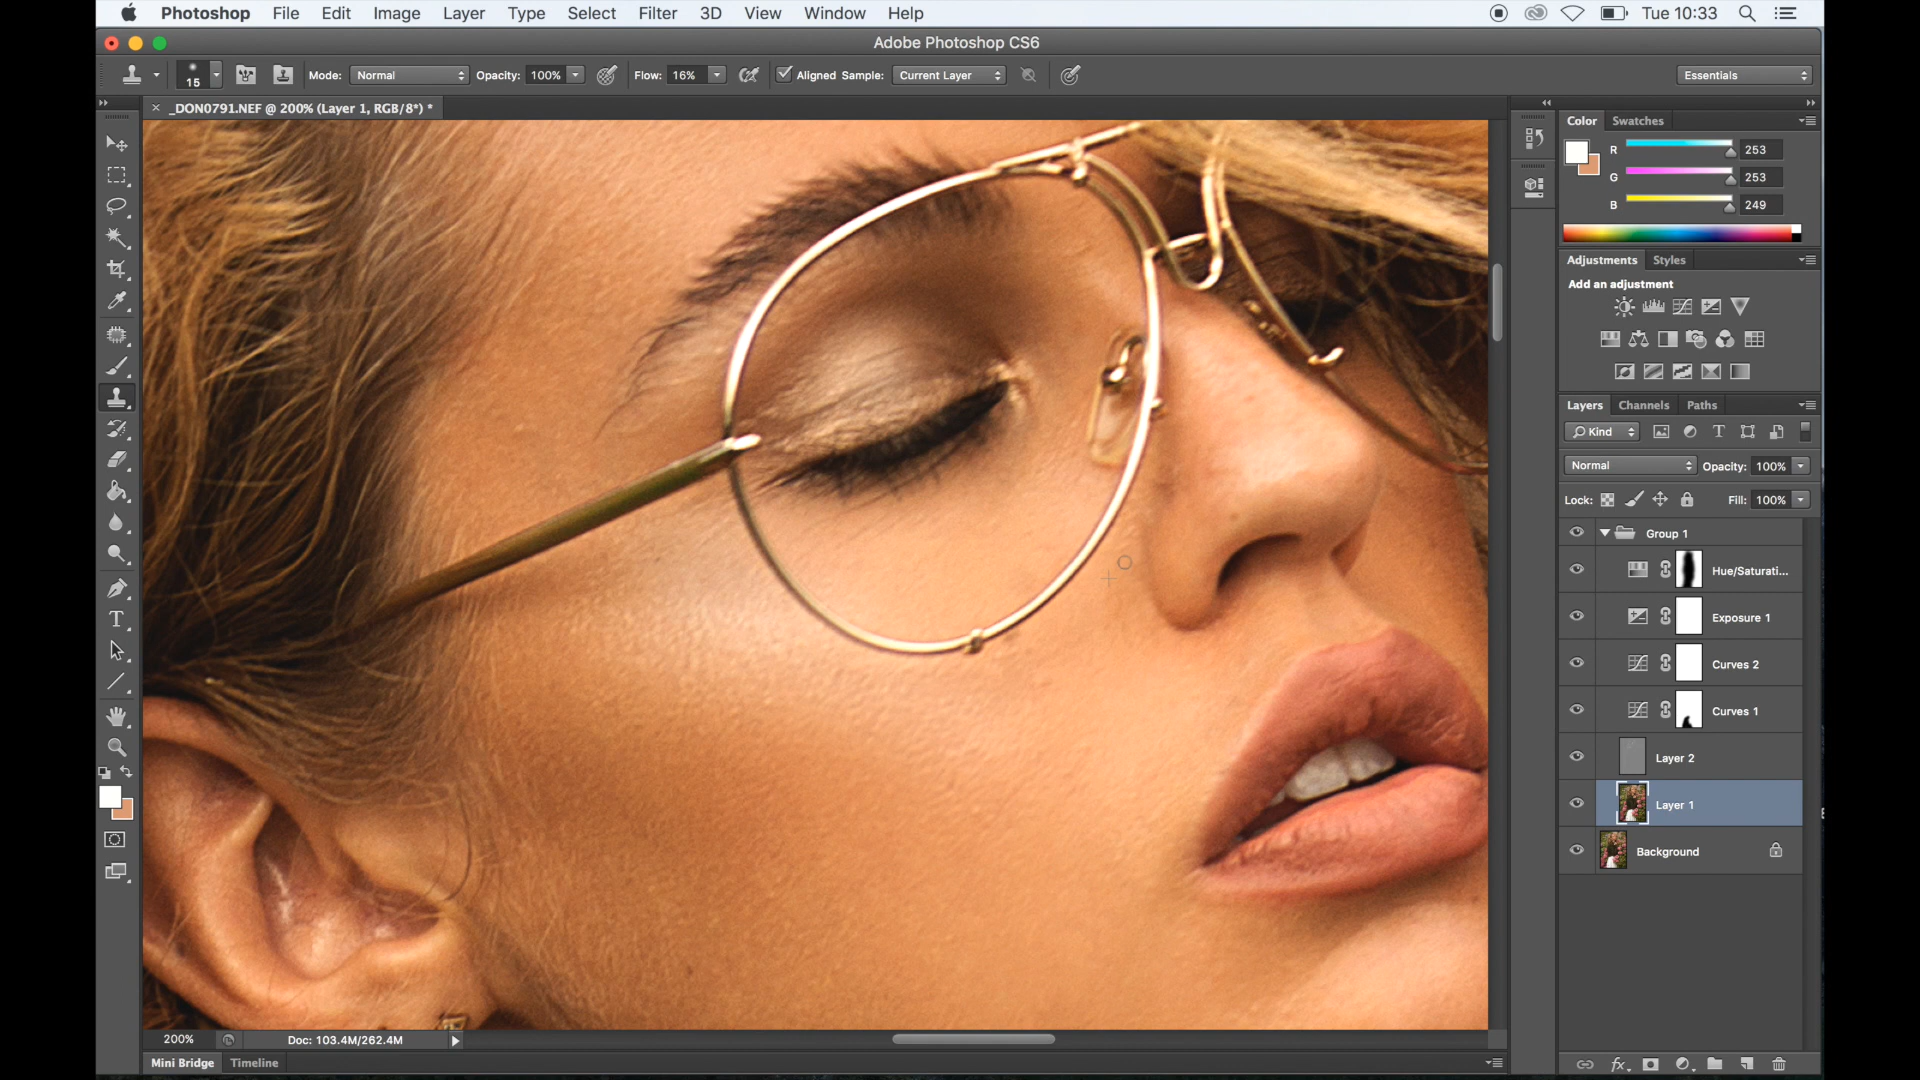 Photoshop File Edit Image Layer Type Select Filter 3D View Window Help Tue 10:33
Adobe Photoshop CS6
15 Mode: Normal Opacity: 100% Flow: 16% Aligned Sample: Current Layer Essentials
_DON0791.NEF @ 200% (Layer 1, RGB/8*) *
Color Swatches
R 253
G 253
B 249
Adjustments Styles
Add an adjustment
Layers Channels Paths
Kind
Normal Opacity: 100%
Lock: Fill: 100%
Group 1
Hue/Saturati...
Exposure 1
Curves 2
Curves 1
Layer 2
Layer 1
Background
200% Doc: 103.4M/262.4M
Mini Bridge Timeline